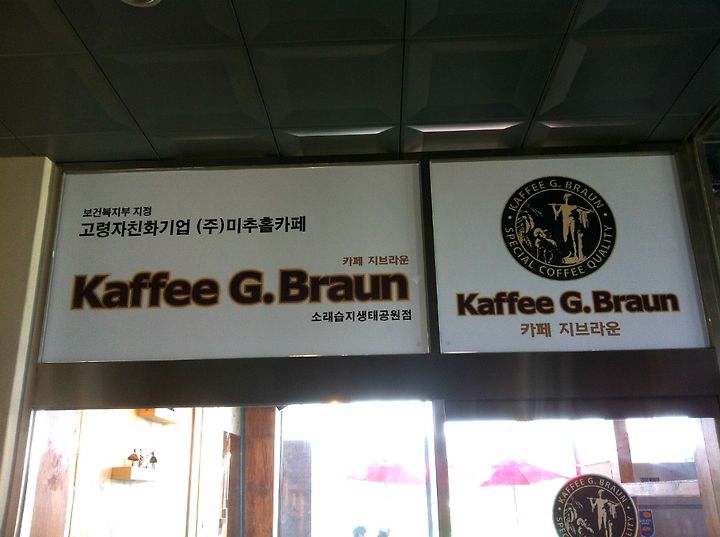 보건복지부 지정
고령자친화기업 (주)미추홀카페
카페 지브라운
Kaffee G.Braun
소래습지생태공원점
KAFFEE G. BRAUN
SPECIAL COFFEE QUALITY
Kaffee G.Braun
카페 지브라운
KAFFEE G. BRAUN